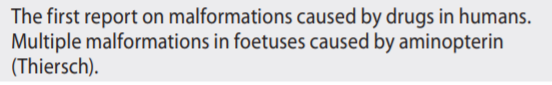 The first report on malformations caused by drugs in humans.
Multiple malformations in foetuses caused by aminopterin
(Thiersch).